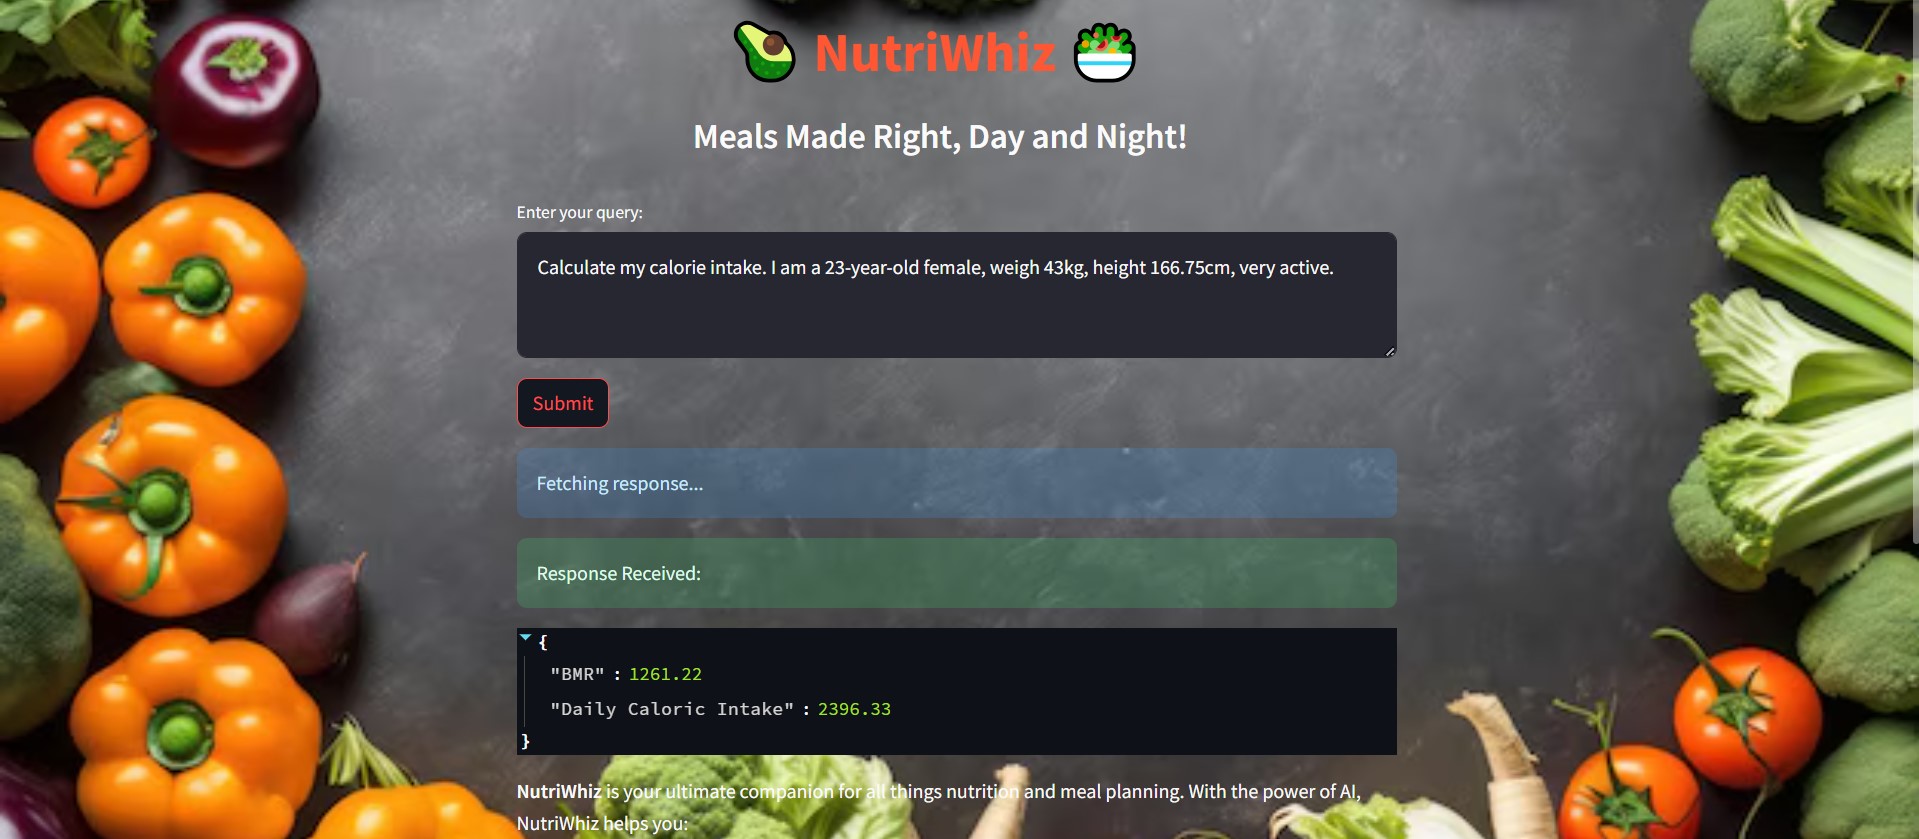 NutriWhiz
Meals Made Right, Day and Night!
Enter your query:
Calculate my calorie intake. I am a 23-year-old female, weigh 43kg, height 166.75cm, very active.
Submit
Fetching response...
Response Received:
{
"BMR" : 1261.22
"Daily Caloric Intake" : 2396.33
}
NutriWhiz is your ultimate companion for all things nutrition and meal planning. With the power of AI,
NutriWhiz helps you: